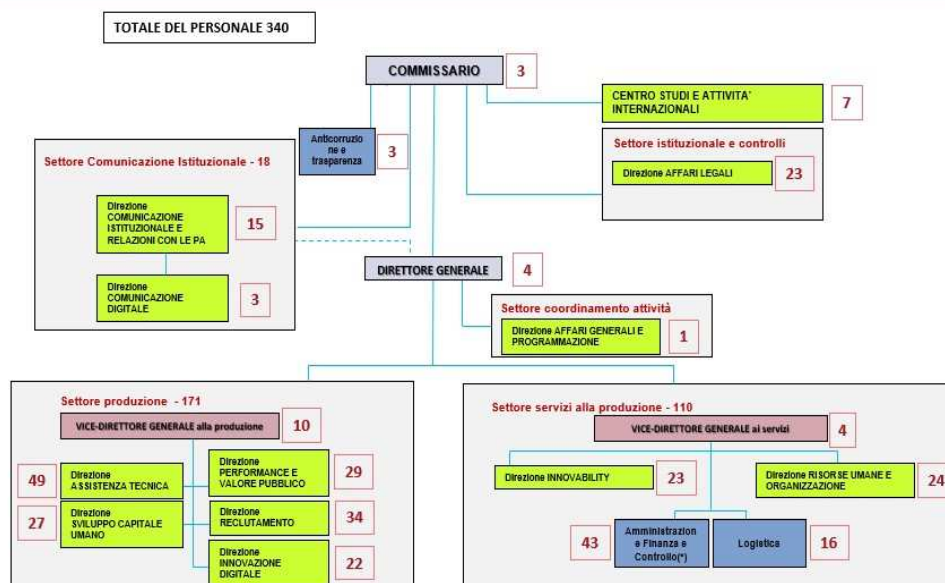 TOTALE DEL PERSONALE 340
COMMISSARIO
3
CENTRO STUDI E ATTIVITA'
INTERNAZIONALI
7
Anticorruzio
ne e
trasparenza
3
Settore istituzionale e controlli
Direzione AFFARI LEGALI
23
Settore Comunicazione Istituzionale - 18
Direzione
COMUNICAZIONE
ISTITUZIONALE E
RELAZIONI CON LE PA
15
Direzione
COMUNICAZIONE
DIGITALE
3
DIRETTORE GENERALE
4
Settore coordinamento attività
Direzione AFFARI GENERALI E
PROGRAMMAZIONE
1
Settore produzione - 171
VICE-DIRETTORE GENERALE alla produzione
10
49
Direzione
ASSISTENZA TECNICA
Direzione
PERFORMANCE E
VALORE PUBBLICO
29
27
Direzione
SVILUPPO CAPITALE
UMANO
Direzione
RECLUTAMENTO
34
Direzione
INNOVAZIONE
DIGITALE
22
Settore servizi alla produzione - 110
VICE-DIRETTORE GENERALE ai servizi
4
Direzione INNOVABILITY
23
Direzione RISORSE UMANE E
ORGANIZZAZIONE
24
43
Amministrazion
e Finanza e
Controllo(*)
Logistica
16